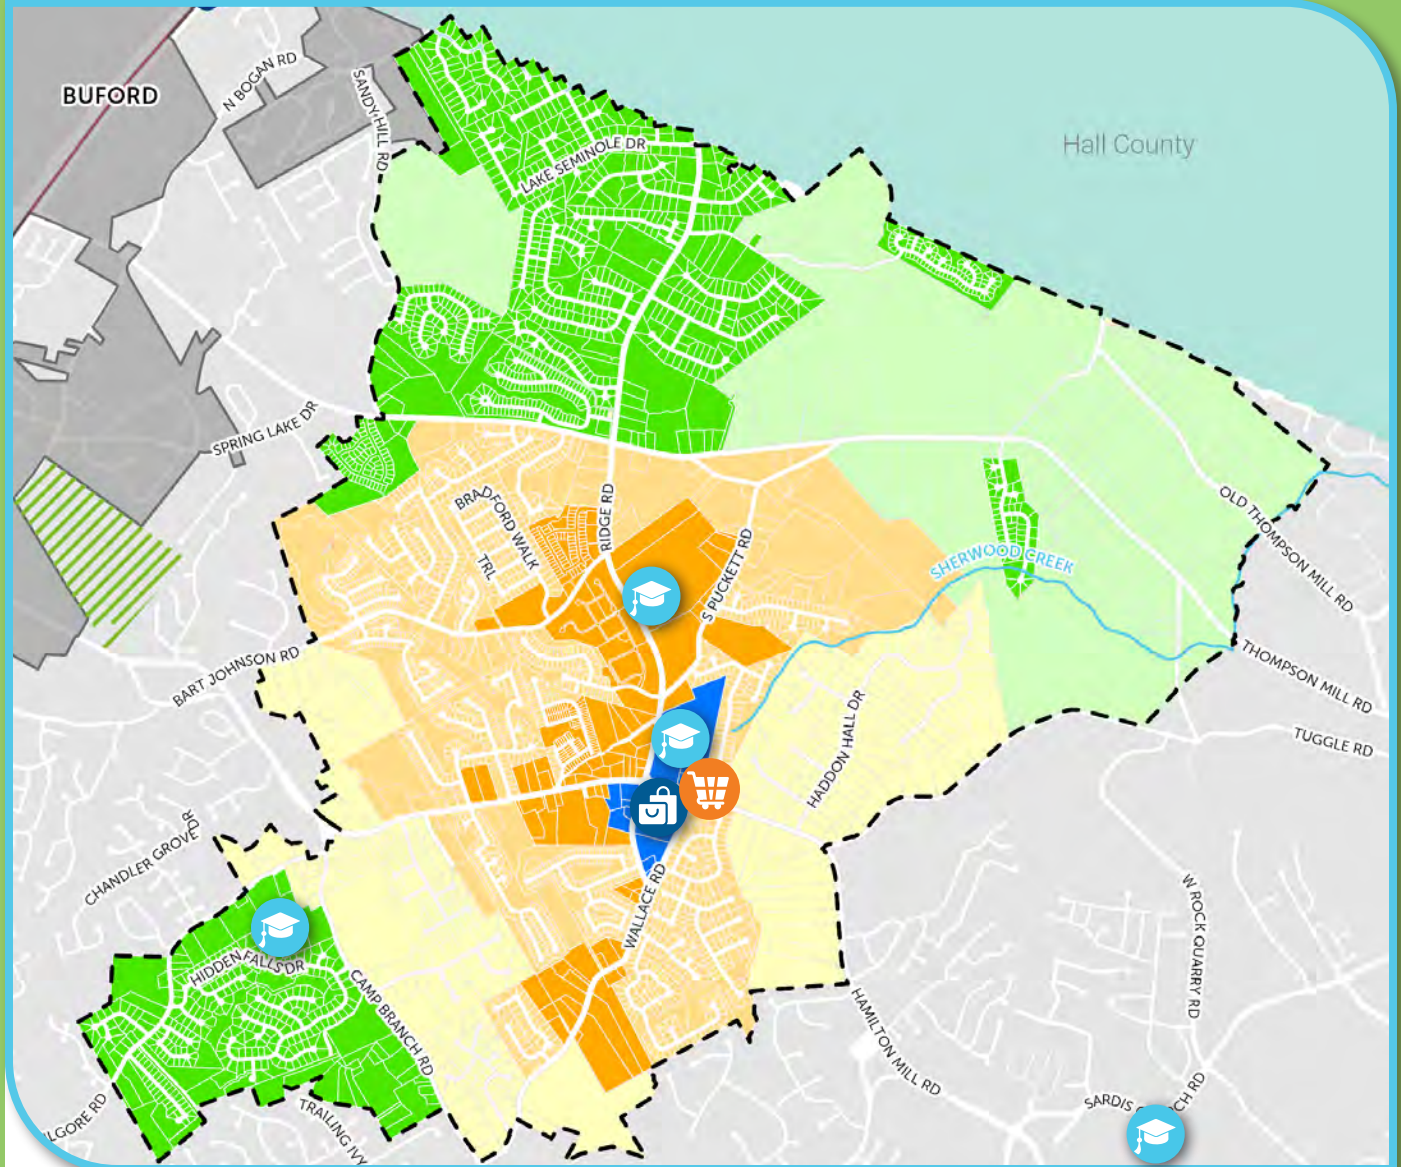 BUFORD
N BOGAN RD
SANDY HILL RD
Hall County
LAKE SEMINOLE DR
SPRING LAKE DR
BRADFORD WALK
TRL
RIDGE RD
S PUCKETT RD
SHERWOOD CREEK
OLD THOMPSON MILL RD
THOMPSON MILL RD
TUGGLE RD
BART JOHNSON RD
HADDON HALL DR
CHANDLER GROVE DR
WALLACE RD
HIDDEN FALLS DR
CAMP BRANCH RD
W ROCK QUARRY RD
HAMILTON MILL RD
SARDIS
CH RD
LGORE RD
TRAILING IVY